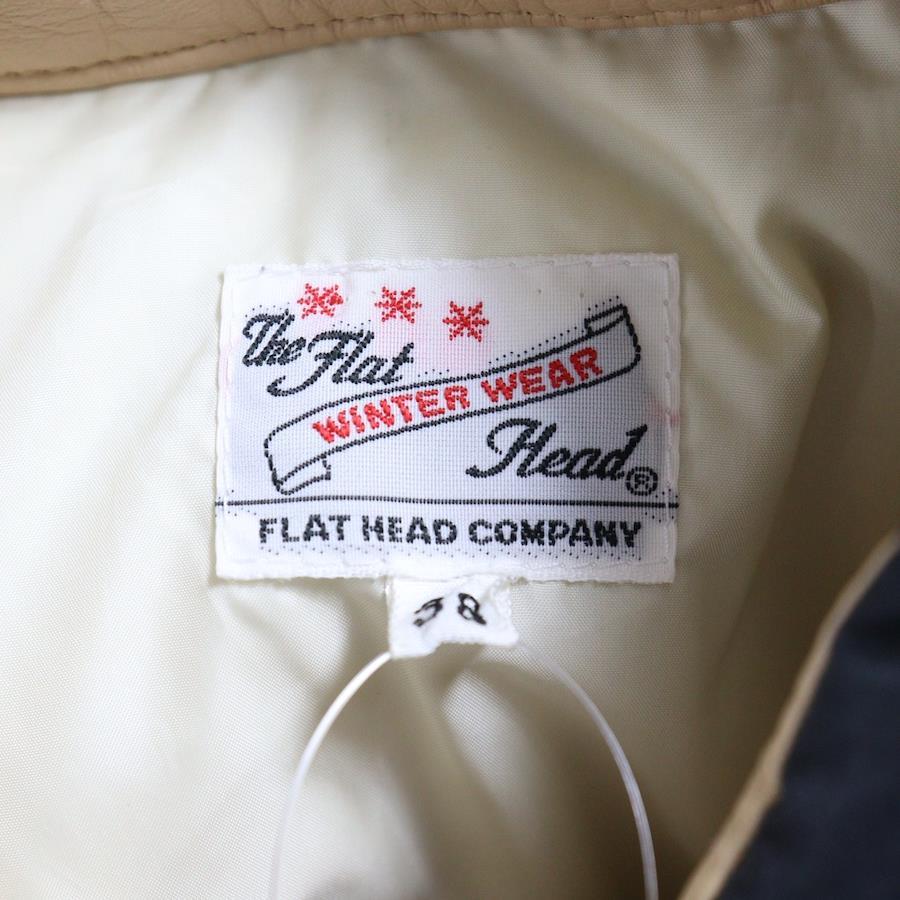 The Flat
WINTER WEAR
Head®
FLAT HEAD COMPANY
38